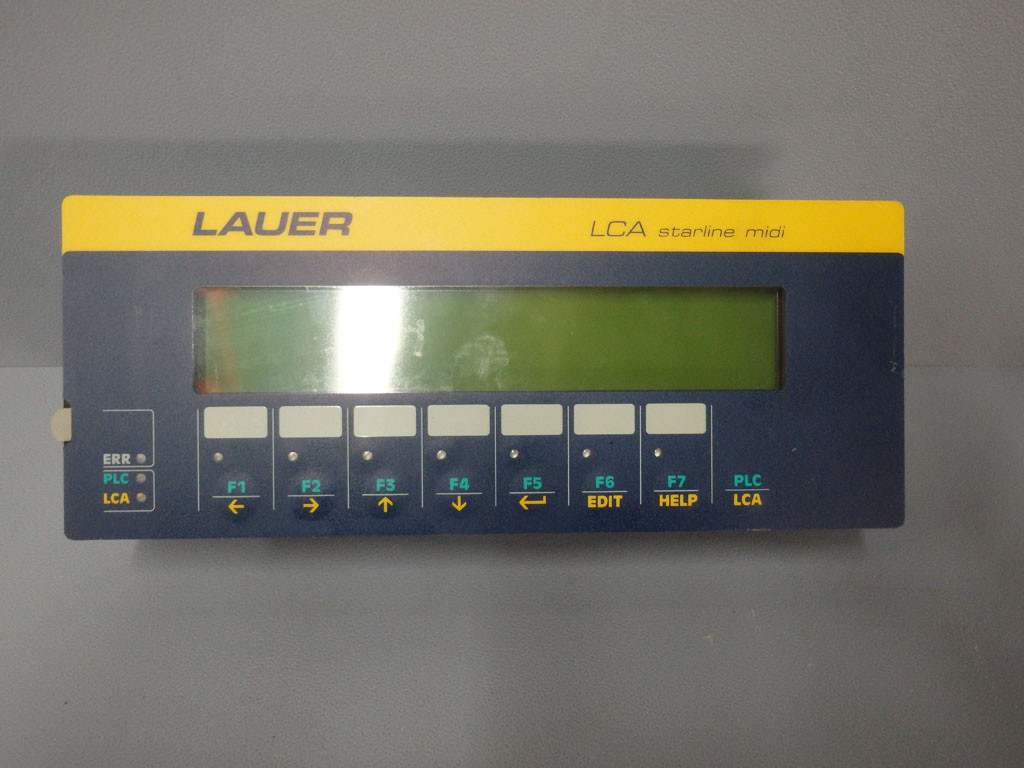 LAUER
LCA starline midi
ERR
PLC
LCA
F1 F2 F3 F4 F5 F6 F7 PLC
← → ↑ ↓ ↵ EDIT HELP LCA